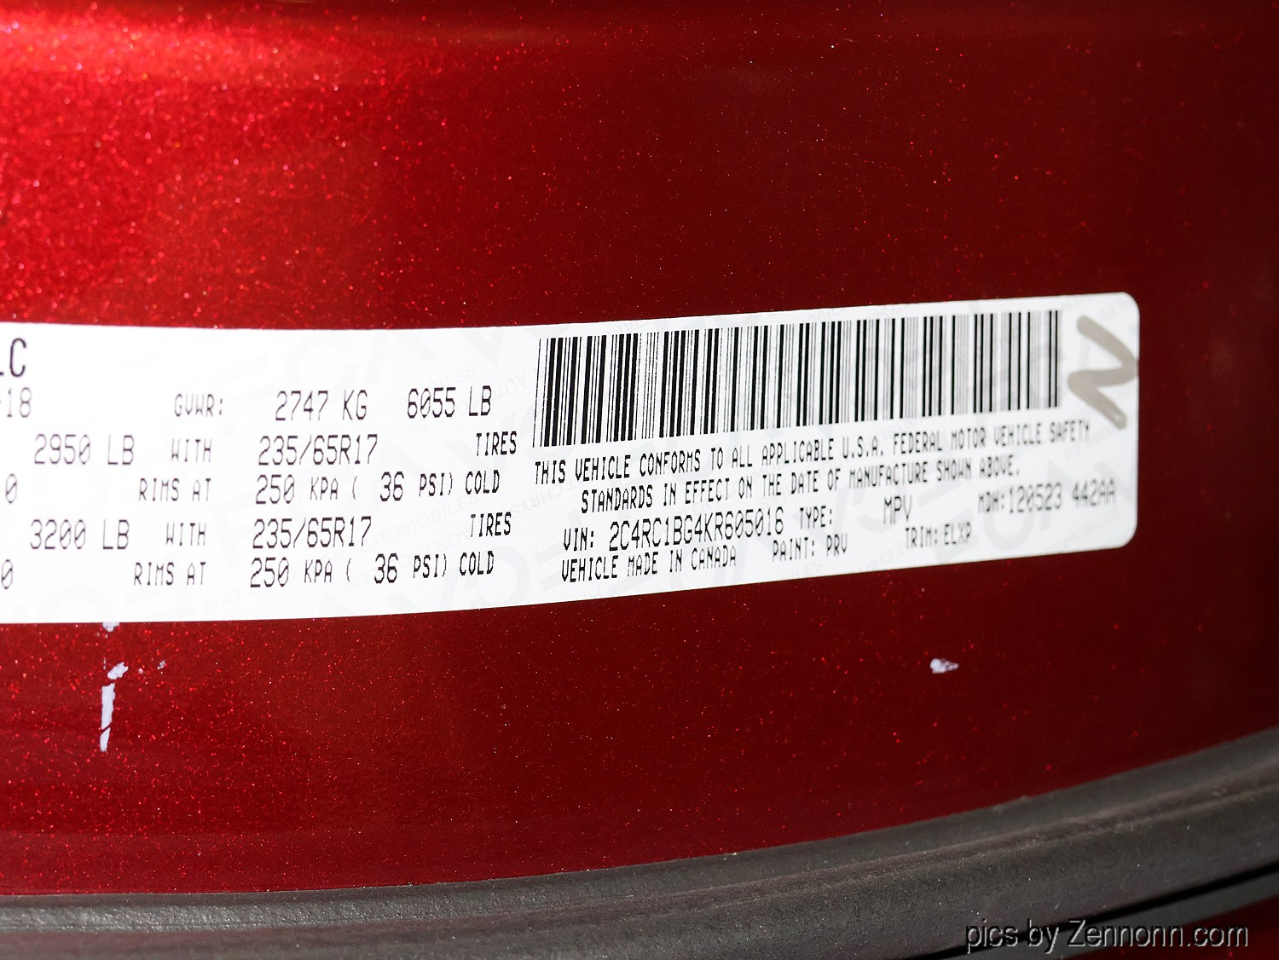 LC
-18 GVWR: 2747 KG 6055 LB
2950 LB WITH 235/65R17 TIRES
0 RIMS AT 250 KPA ( 36 PSI) COLD
3200 LB WITH 235/65R17 TIRES
0 RIMS AT 250 KPA ( 36 PSI) COLD
THIS VEHICLE CONFORMS TO ALL APPLICABLE U.S.A. FEDERAL MOTOR VEHICLE SAFETY
STANDARDS IN EFFECT ON THE DATE OF MANUFACTURE SHOWN ABOVE.
VIN: 2C4RC1BG4KR605016 TYPE: MPV MDH:120523 442AA
VEHICLE MADE IN CANADA PAINT: PRV TRIM:ELXP
N
pics by Zennonn.com